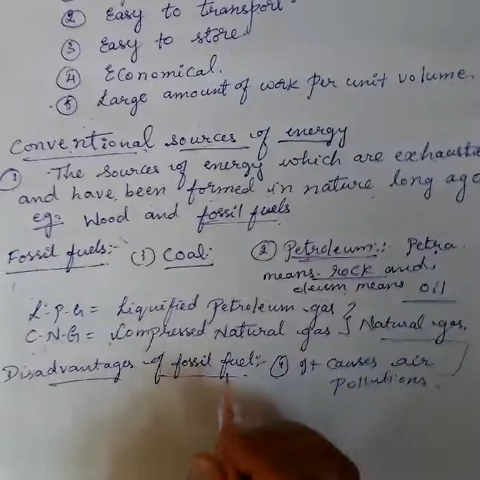 ② Easy to transport.
③ Easy to store
④ Economical.
⑤ Large amount of work per unit volume.
Conventional sources of energy
① The sources of energy which are
and have been formed in nature long ago
eg:- Wood and fossil fuels
Fossil fuels:- (1) Coal: ② Petroleum:: Petra
means rock and
oleum means oil
L.P.G = Liquified Petroleum gas
C.N.G = Compressed Natural gas } Natural gas.
Disadvantages of fossil fuel:- ① It causes air
pollutions.